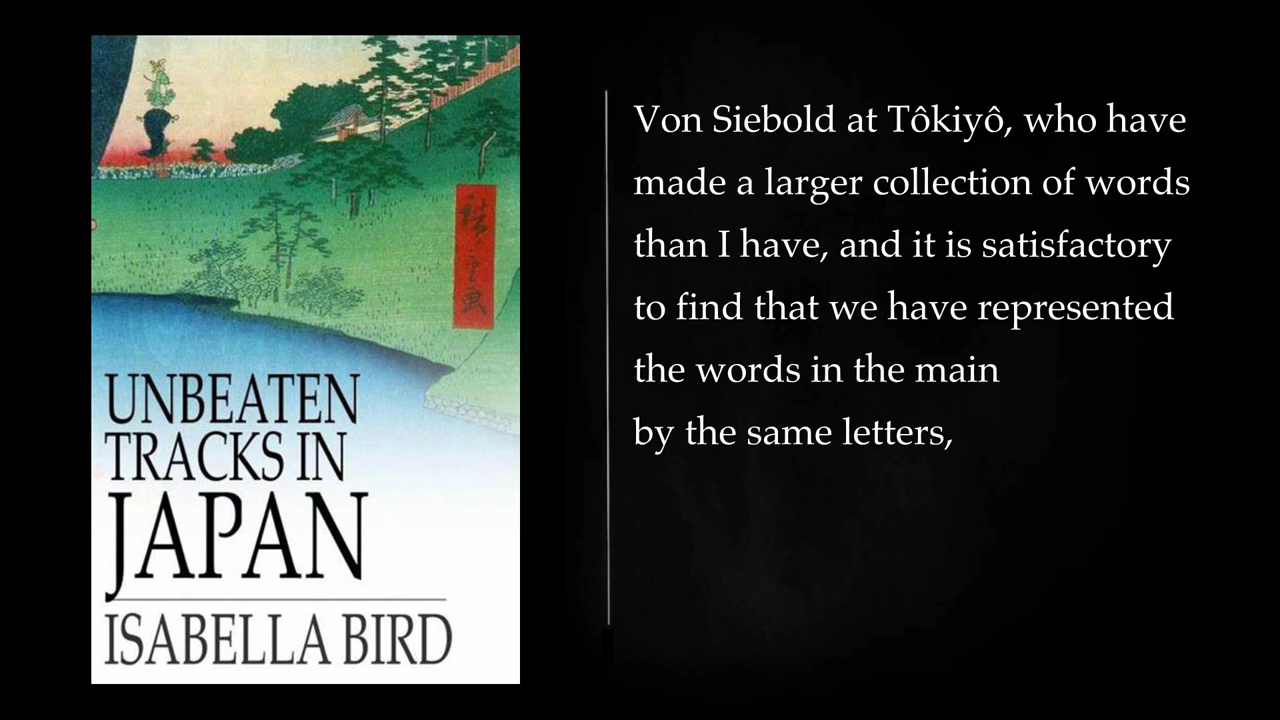 UNBEATEN
TRACKS IN
JAPAN
ISABELLA BIRD
Von Siebold at Tôkiyô, who have
made a larger collection of words
than I have, and it is satisfactory
to find that we have represented
the words in the main
by the same letters,